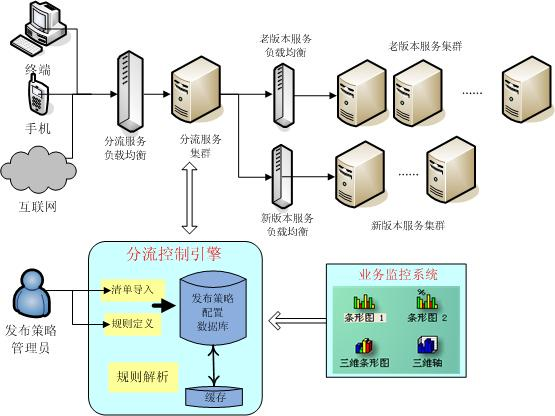 终端
手机
互联网
分流服务
负载均衡
分流服务
集群
老版本服务
负载均衡
老版本服务集群
......
新版本服务
负载均衡
......
新版本服务集群
分流控制引擎
清单导入
规则定义
发布策略
配置
数据库
规则解析
缓存
发布策略
管理员
业务监控系统
条形图 1
%
条形图 2
三维条形图
三维轴